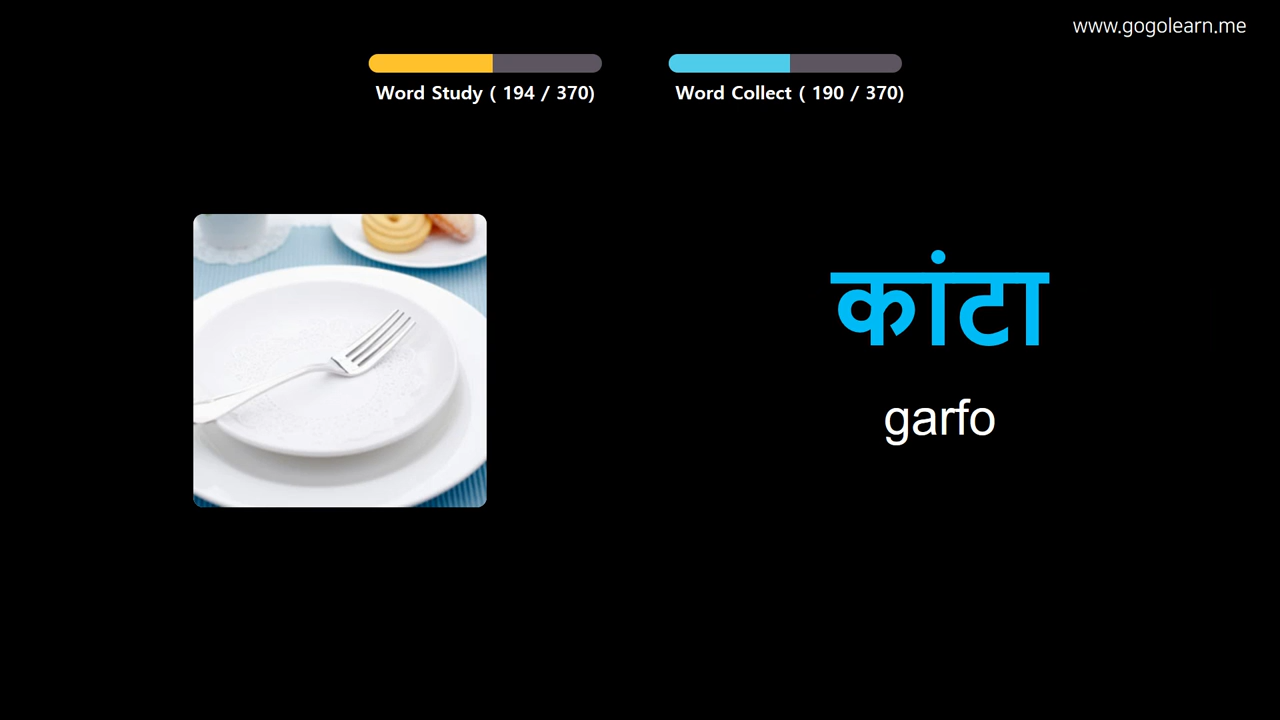 www.gogolearn.me
Word Study ( 194 / 370)
Word Collect ( 190 / 370)
कांटा
garfo